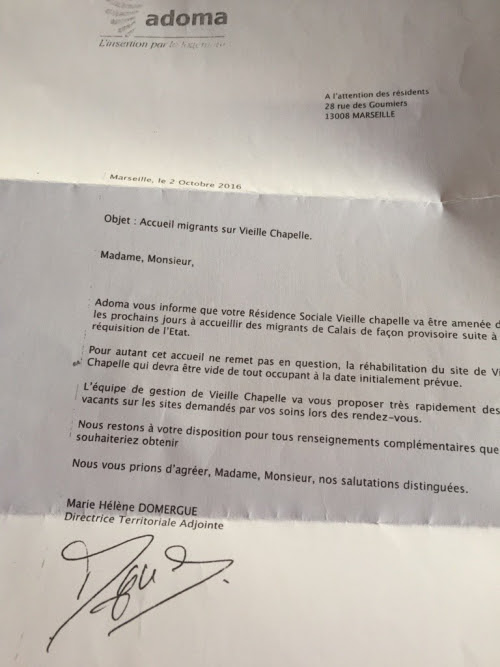 adoma
L'insertion par le logement
A l'attention des résidents
28 rue des Goumiers
13008 MARSEILLE
Marseille, le 2 Octobre 2016
Objet : Accueil migrants sur Vieille Chapelle.
Madame, Monsieur,
Adoma vous informe que votre Résidence Sociale Vieille chapelle va être amenée d
les prochains jours à accueillir des migrants de Calais de façon provisoire suite à
réquisition de l'Etat.
Pour autant cet accueil ne remet pas en question, la réhabilitation du site de Vi
Chapelle qui devra être vide de tout occupant à la date initialement prévue.
L'équipe de gestion de Vieille Chapelle va vous proposer très rapidement des
vacants sur les sites demandés par vos soins lors des rendez-vous.
Nous restons à votre disposition pour tous renseignements complémentaires que
souhaiteriez obtenir
Nous vous prions d'agréer, Madame, Monsieur, nos salutations distinguées.
Marie Hélène DOMERGUE
Directrice Territoriale Adjointe